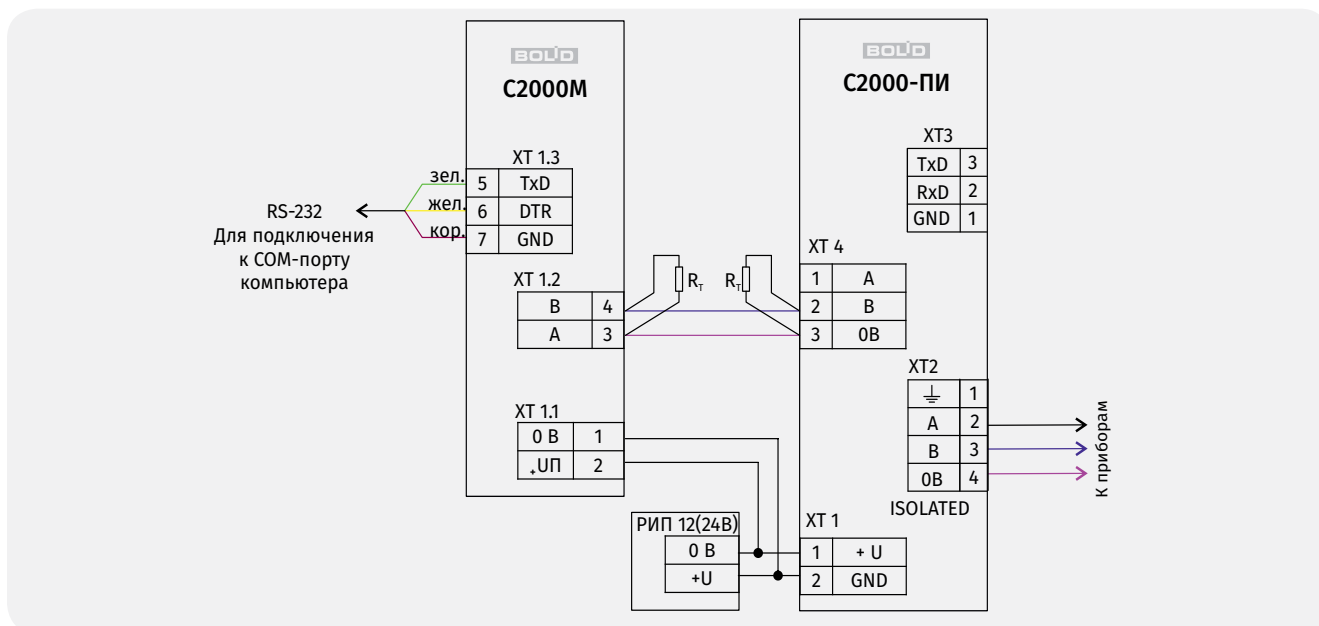 BOLID
С2000М
XT 1.3
зел.
5 TxD
жел.
6 DTR
кор.
7 GND
RS-232
Для подключения
к COM-порту
компьютера
XT 1.2
B 4
A 3
XT 1.1
0 В 1
+UП 2
RТ
RТ
BOLID
С2000-ПИ
XT3
TxD 3
RxD 2
GND 1
XT 4
1 A
2 B
3 0В
XT2
1
A 2
B 3
0В 4
ISOLATED
К приборам
РИП 12(24В)
0 В
+U
XT 1
1 + U
2 GND